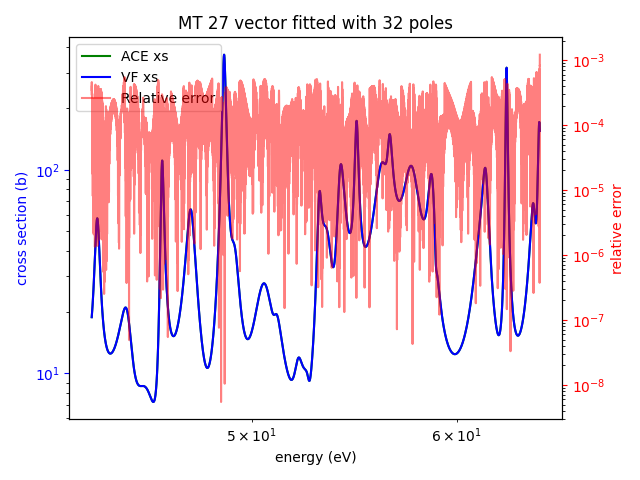 MT 27 vector fitted with 32 poles
ACE xs
VF xs
Relative error
cross section (b)
10²
10¹
10⁻³
10⁻⁴
10⁻⁵
10⁻⁶
10⁻⁷
10⁻⁸
relative error
5 × 10¹
6 × 10¹
energy (eV)